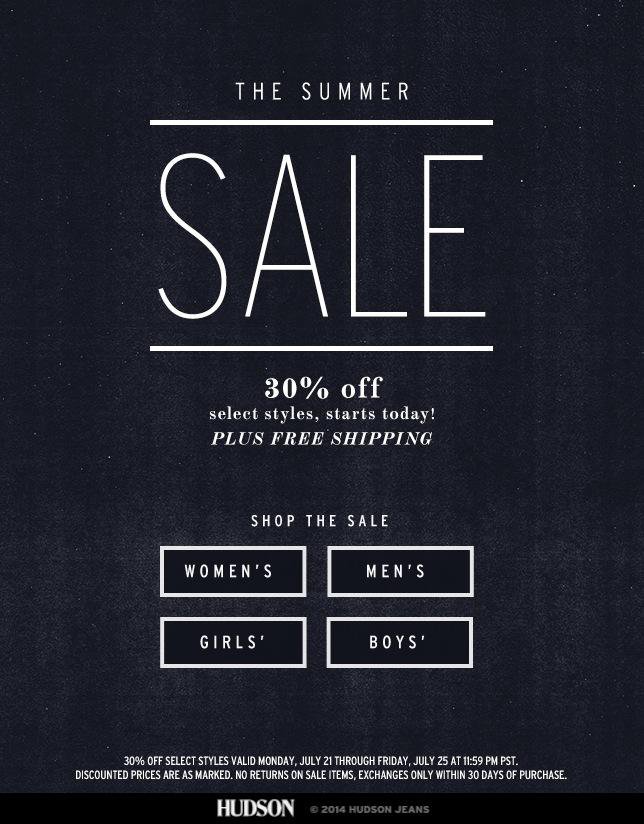 THE SUMMER
SALE
30% off
select styles, starts today!
PLUS FREE SHIPPING
SHOP THE SALE
WOMEN'S
MEN'S
GIRLS'
BOYS'
30% OFF SELECT STYLES VALID MONDAY, JULY 21 THROUGH FRIDAY, JULY 25 AT 11:59 PM PST.
DISCOUNTED PRICES ARE AS MARKED. NO RETURNS ON SALE ITEMS, EXCHANGES ONLY WITHIN 30 DAYS OF PURCHASE.
HUDSON © 2014 HUDSON JEANS